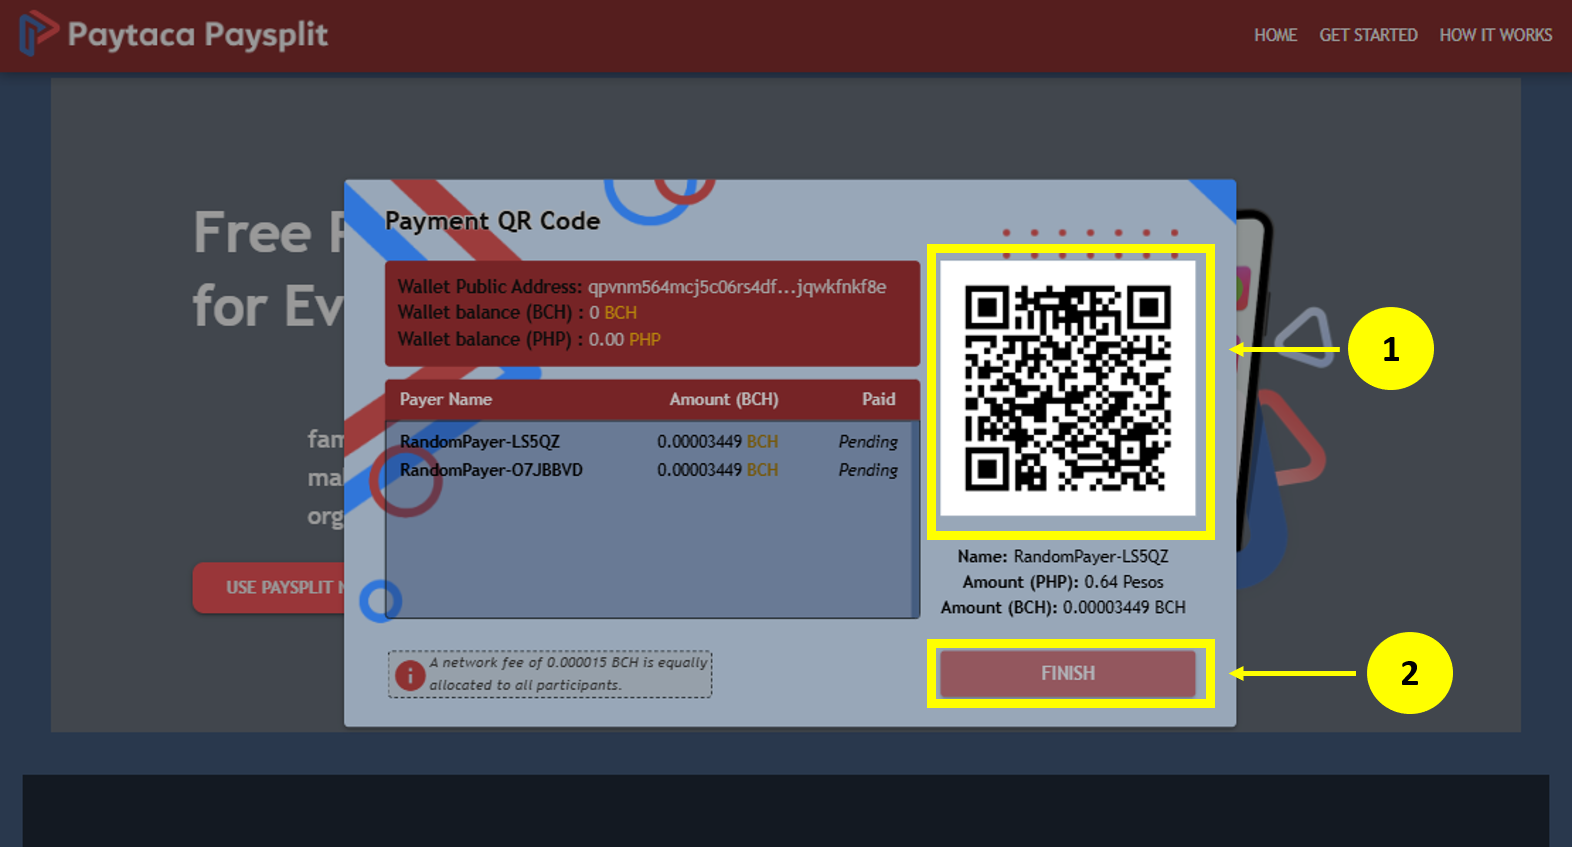 Paytaca Paysplit
HOME GET STARTED HOW IT WORKS
Free
for Ev
org
USE PAYSPLIT
Payment QR Code
Wallet Public Address: qpvnm564mcj5c06rs4df...jqwkfnkf8e
Wallet balance (BCH) : 0 BCH
Wallet balance (PHP) : 0.00 PHP
Payer Name Amount (BCH) Paid
RandomPayer-LS5QZ 0.00003449 BCH Pending
RandomPayer-O7JBBVD 0.00003449 BCH Pending
Name: RandomPayer-LS5QZ
Amount (PHP): 0.64 Pesos
Amount (BCH): 0.00003449 BCH
A network fee of 0.000015 BCH is equally
allocated to all participants.
FINISH
1
2